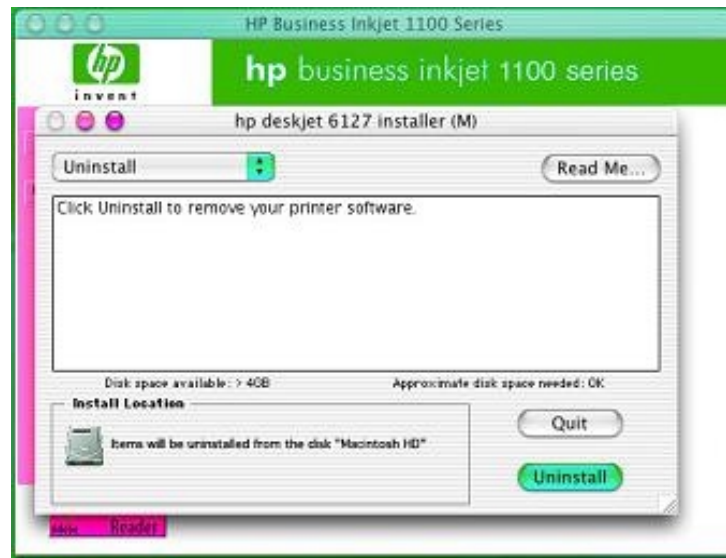 HP Business Inkjet 1100 Series
hp
invent
hp business inkjet 1100 series
hp deskjet 6127 installer (M)
Uninstall
Read Me...
Click Uninstall to remove your printer software.
Disk space available: > 4GB
Approximate disk space needed: 0K
Install Location
Items will be uninstalled from the disk "Macintosh HD"
Quit
Uninstall
Reader